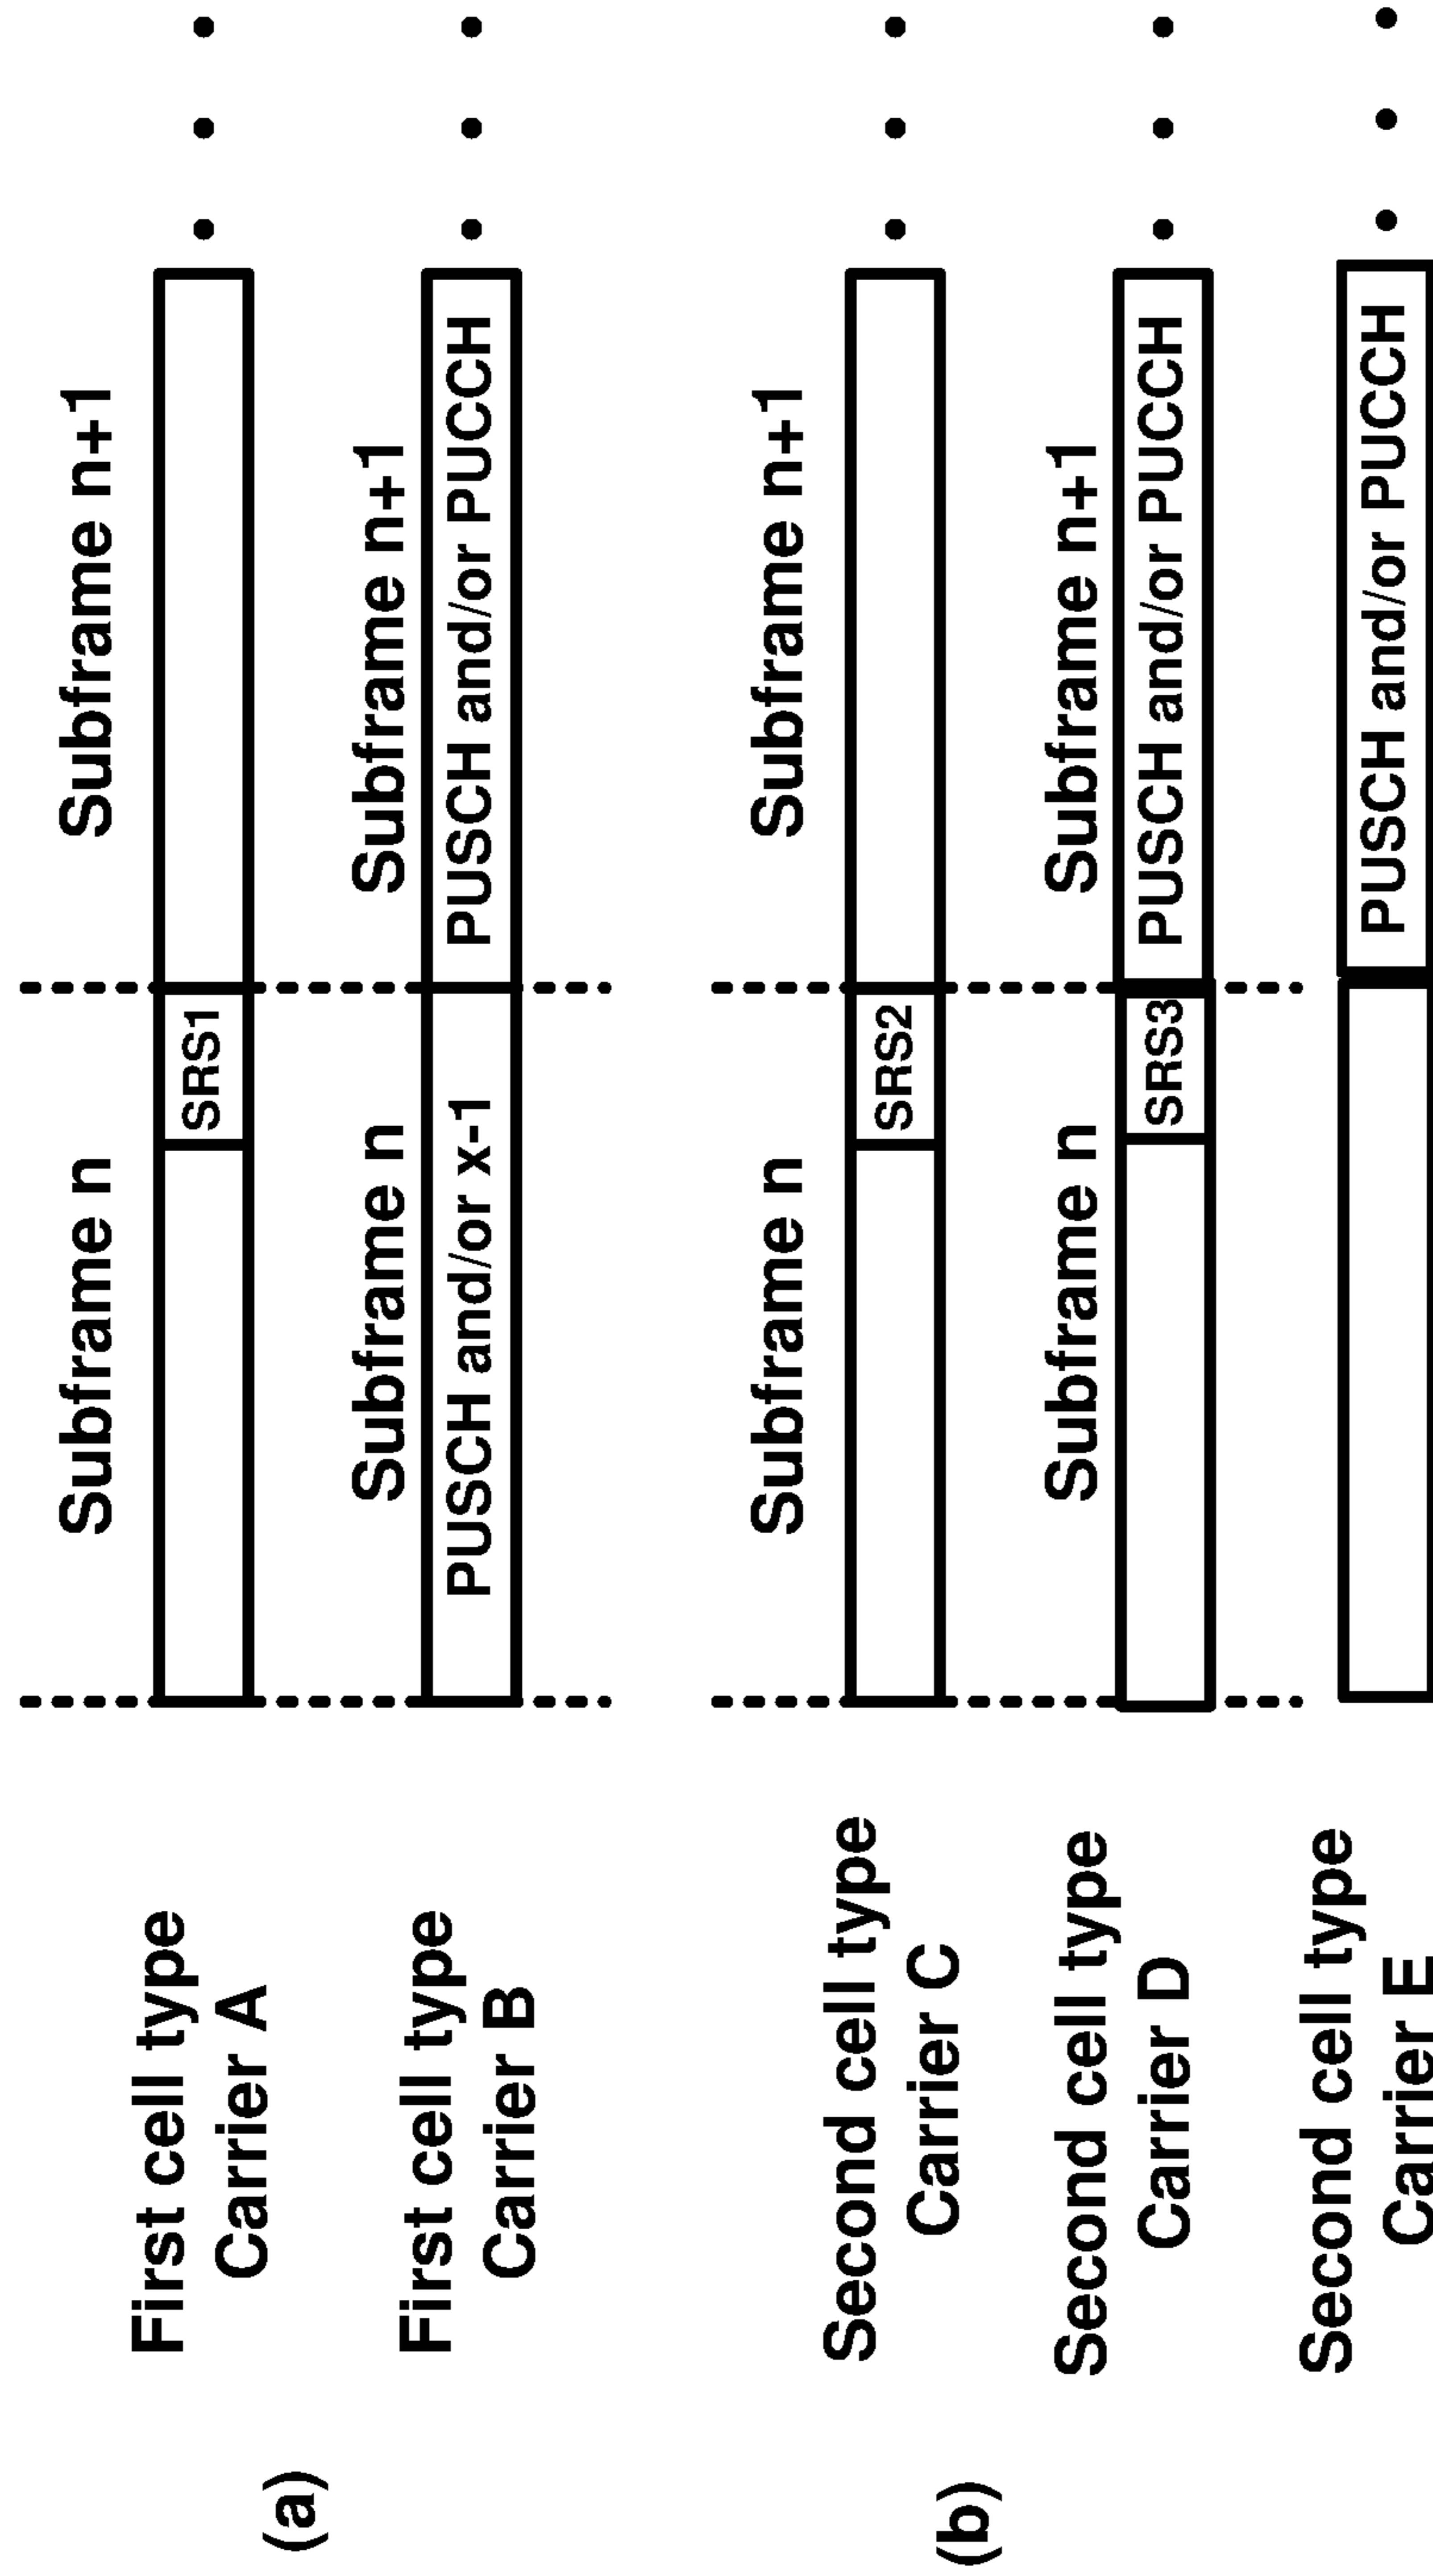 Subframe n
Subframe n+1
First cell type
Carrier A
SRS1
Subframe n
Subframe n+1
First cell type
Carrier B
PUSCH and/or x-1
PUSCH and/or PUCCH
(a)
Subframe n
Subframe n+1
Second cell type
Carrier C
SRS2
Subframe n
Subframe n+1
Second cell type
Carrier D
SRS3
PUSCH and/or PUCCH
(b)
Second cell type
Carrier E
PUSCH and/or PUCCH